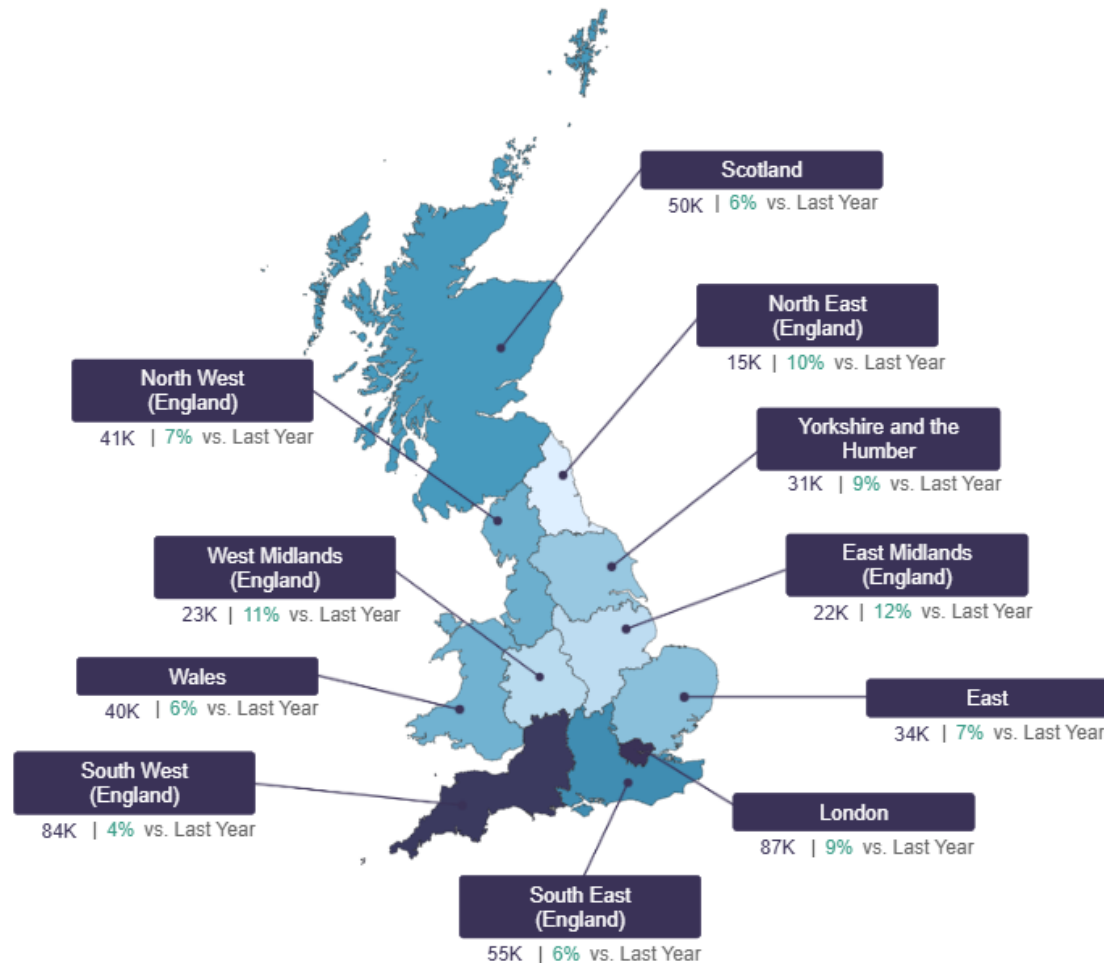 Scotland
50K | 6% vs. Last Year
North East
(England)
15K | 10% vs. Last Year
North West
(England)
41K | 7% vs. Last Year
Yorkshire and the
Humber
31K | 9% vs. Last Year
West Midlands
(England)
23K | 11% vs. Last Year
East Midlands
(England)
22K | 12% vs. Last Year
Wales
40K | 6% vs. Last Year
East
34K | 7% vs. Last Year
South West
(England)
84K | 4% vs. Last Year
London
87K | 9% vs. Last Year
South East
(England)
55K | 6% vs. Last Year